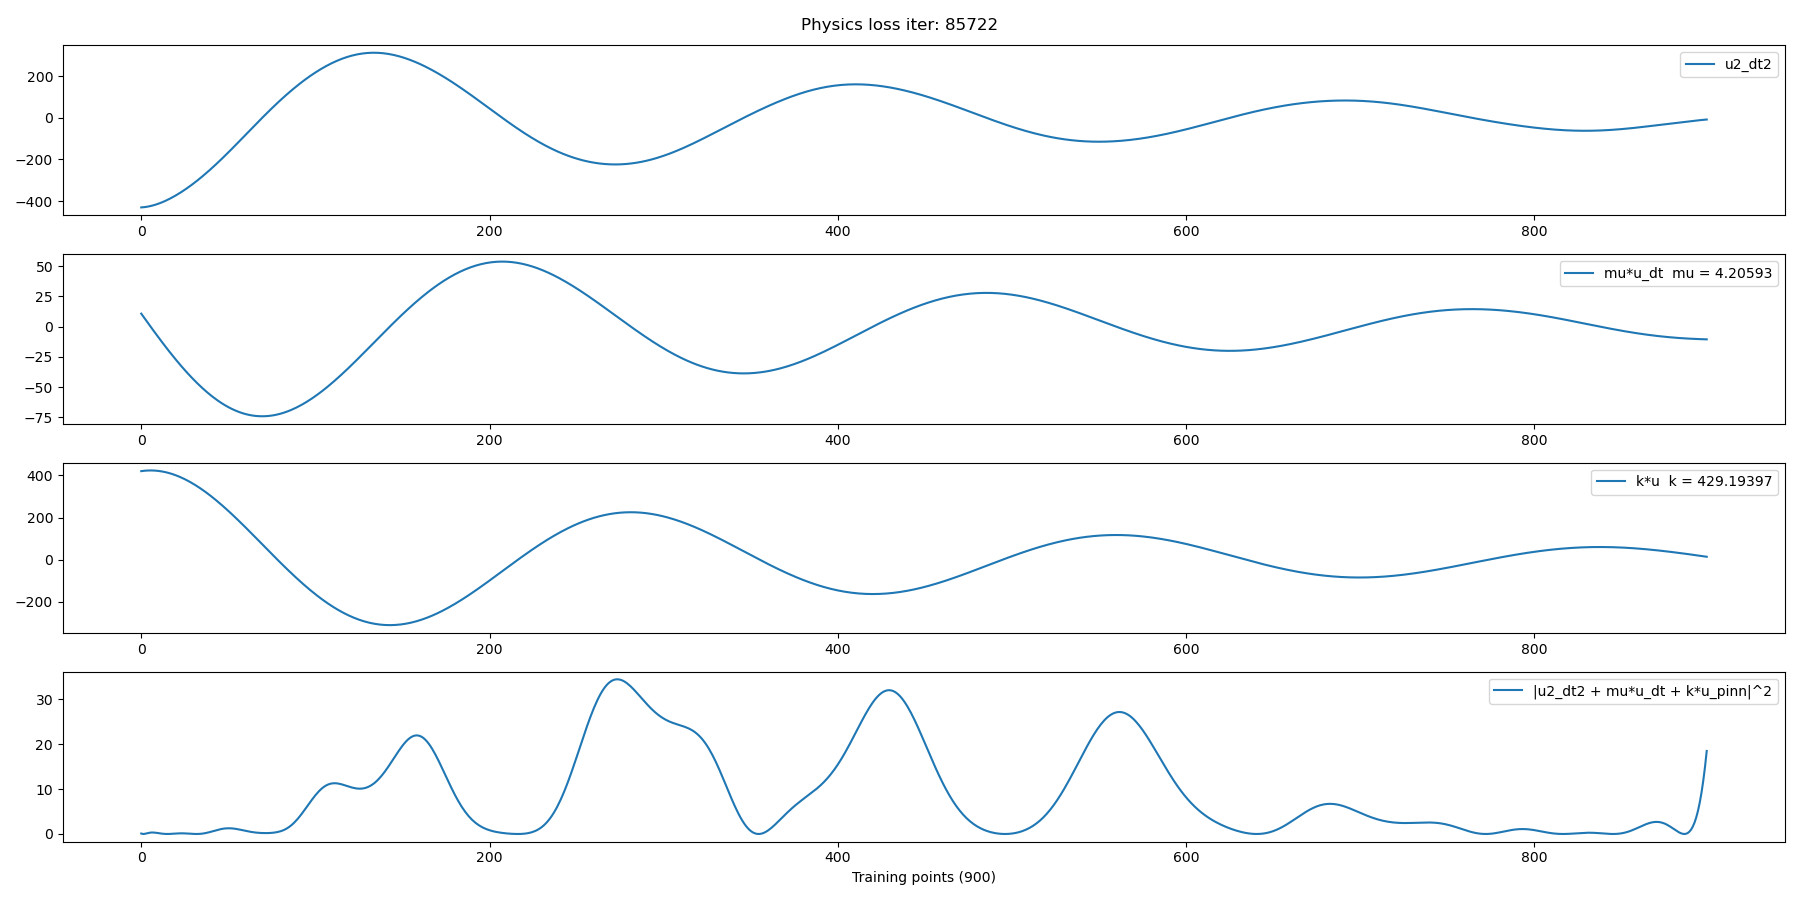 Physics loss iter: 85722
u2_dt2
200
0
−200
−400
0 200 400 600 800
mu*u_dt mu = 4.20593
50
25
0
−25
−50
−75
0 200 400 600 800
k*u k = 429.19397
400
200
0
−200
0 200 400 600 800
|u2_dt2 + mu*u_dt + k*u_pinn|^2
30
20
10
0
0 200 400 600 800
Training points (900)